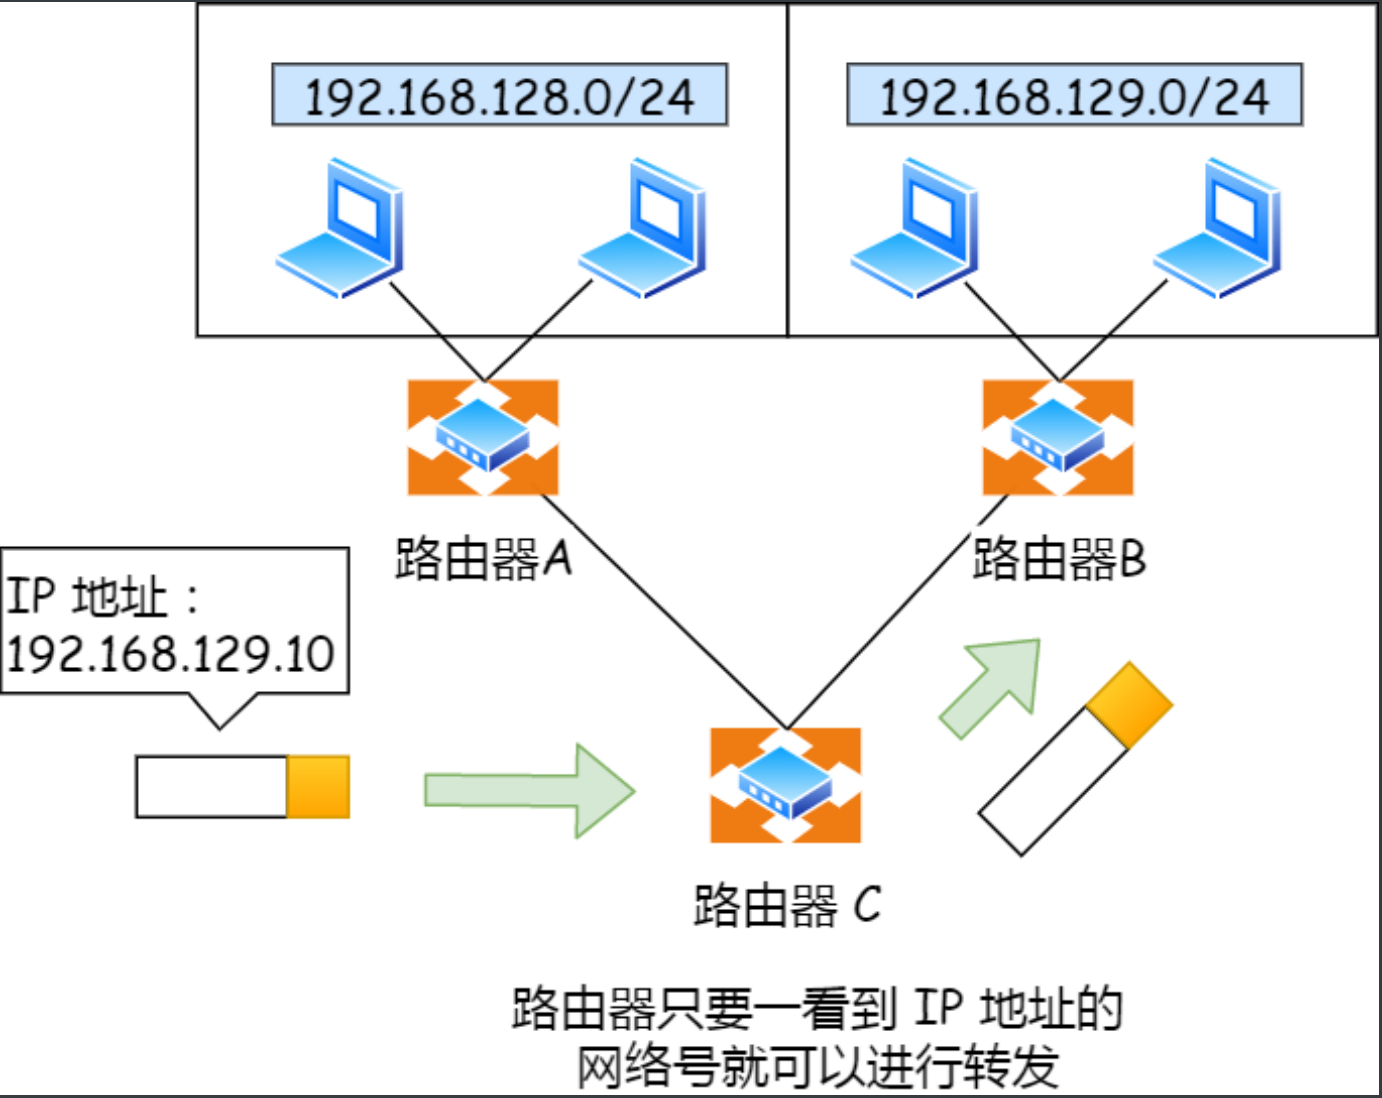 192.168.128.0/24
192.168.129.0/24
路由器A
路由器B
IP 地址：
192.168.129.10
路由器 C
路由器只要一看到 IP 地址的
网络号就可以进行转发